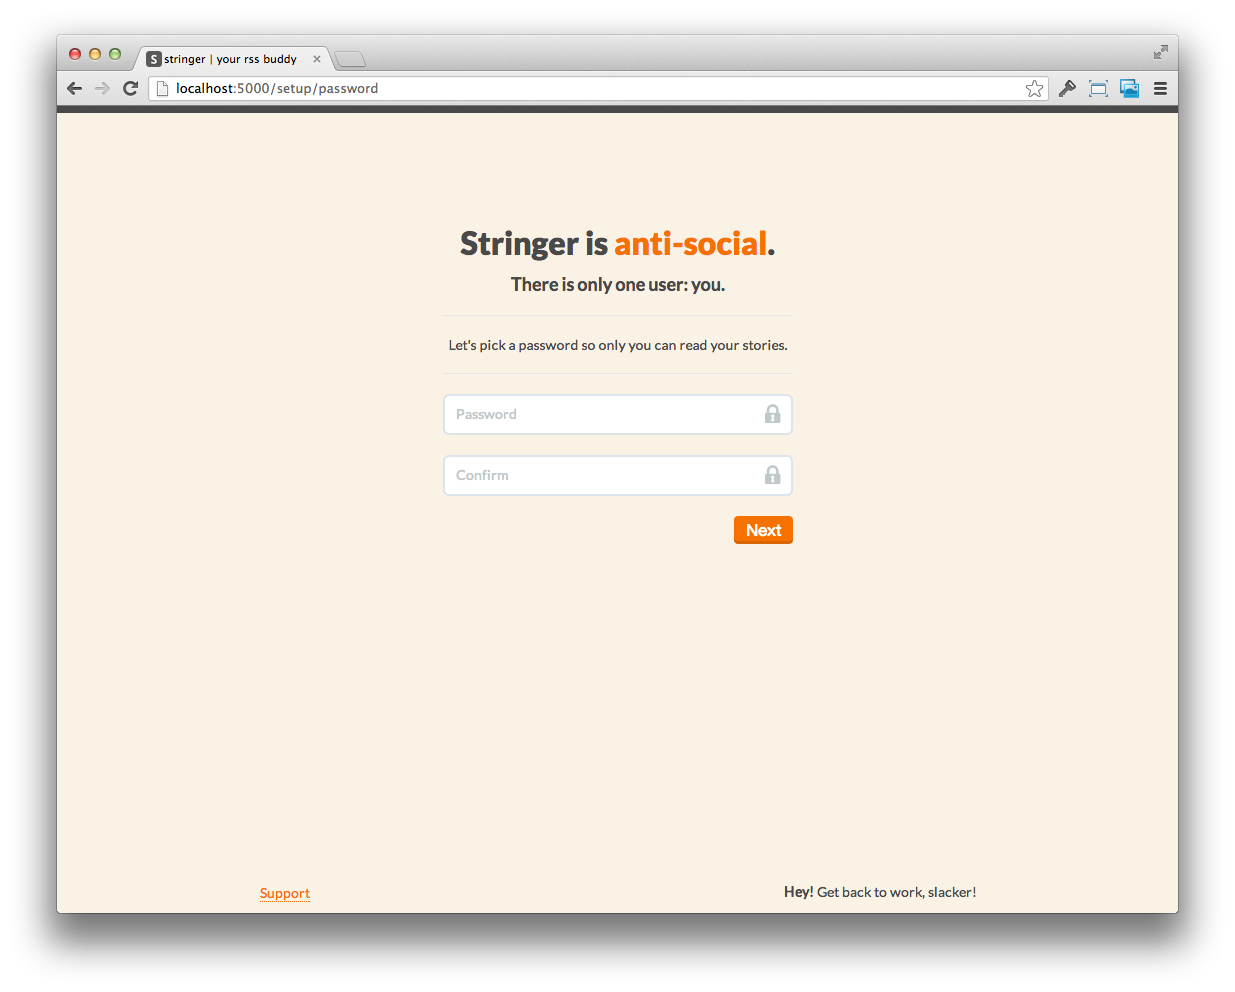 S stringer | your rss buddy
localhost:5000/setup/password
Stringer is anti-social.
There is only one user: you.
Let's pick a password so only you can read your stories.
Password
Confirm
Next
Support
Hey! Get back to work, slacker!